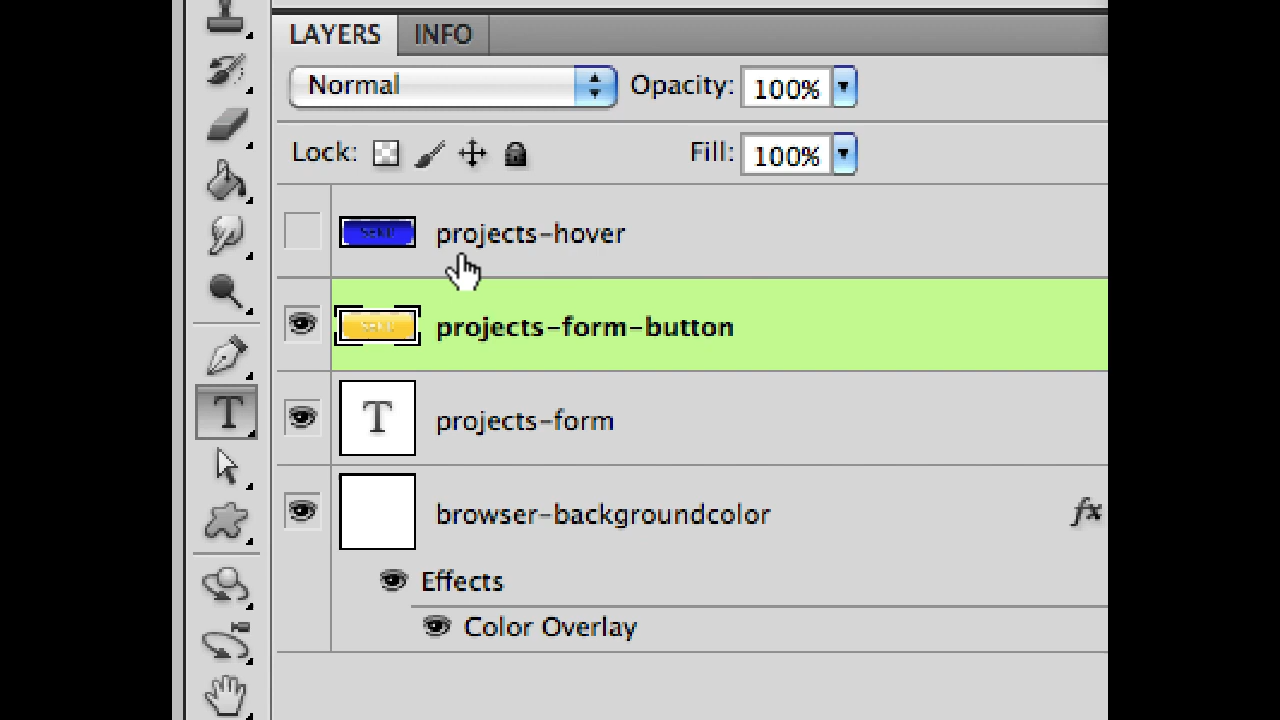 LAYERS INFO
Normal Opacity: 100%
Lock: Fill: 100%
projects-hover
projects-form-button
T projects-form
T
browser-backgroundcolor fx
Effects
Color Overlay